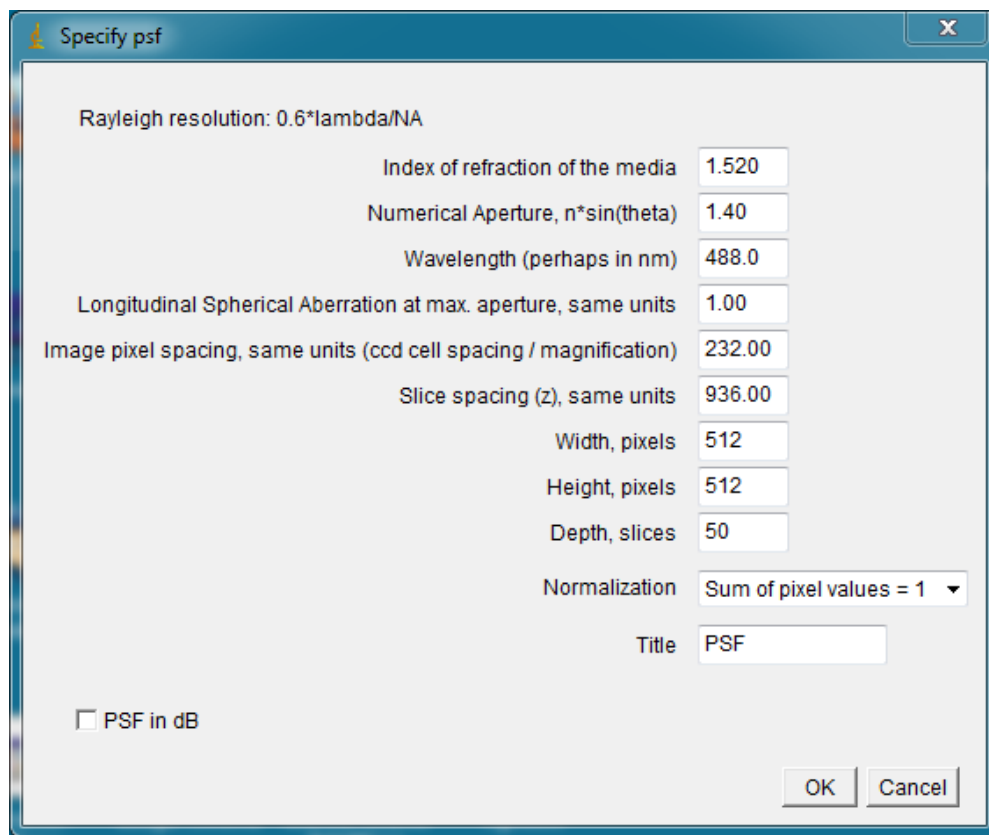 Specify psf
X
Rayleigh resolution: 0.6*lambda/NA
Index of refraction of the media 1.520
Numerical Aperture, n*sin(theta) 1.40
Wavelength (perhaps in nm) 488.0
Longitudinal Spherical Aberration at max. aperture, same units 1.00
Image pixel spacing, same units (ccd cell spacing / magnification) 232.00
Slice spacing (z), same units 936.00
Width, pixels 512
Height, pixels 512
Depth, slices 50
Normalization Sum of pixel values = 1
Title PSF
PSF in dB
OK Cancel